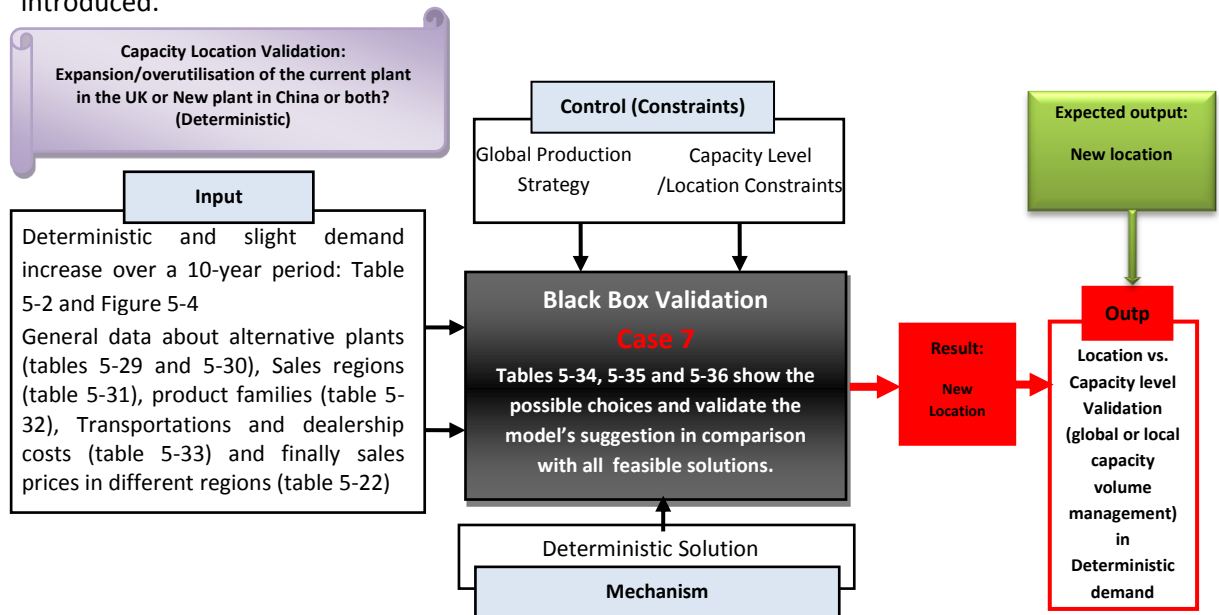 introduced.
Capacity Location Validation:
Expansion/overutilisation of the current plant
in the UK or New plant in China or both?
(Deterministic)
Input
Deterministic and slight demand
increase over a 10-year period: Table
5-2 and Figure 5-4
General data about alternative plants
(tables 5-29 and 5-30), Sales regions
(table 5-31), product families (table 5-
32), Transportations and dealership
costs (table 5-33) and finally sales
prices in different regions (table 5-22)
Control (Constraints)
Global Production
Strategy
Capacity Level
/Location Constraints
Black Box Validation
Case 7
Tables 5-34, 5-35 and 5-36 show the
possible choices and validate the
model's suggestion in comparison
with all feasible solutions.
Deterministic Solution
Mechanism
Result:
New
Location
Expected output:
New location
Outp
Location vs.
Capacity level
Validation
(global or local
capacity
volume
management)
in
Deterministic
demand